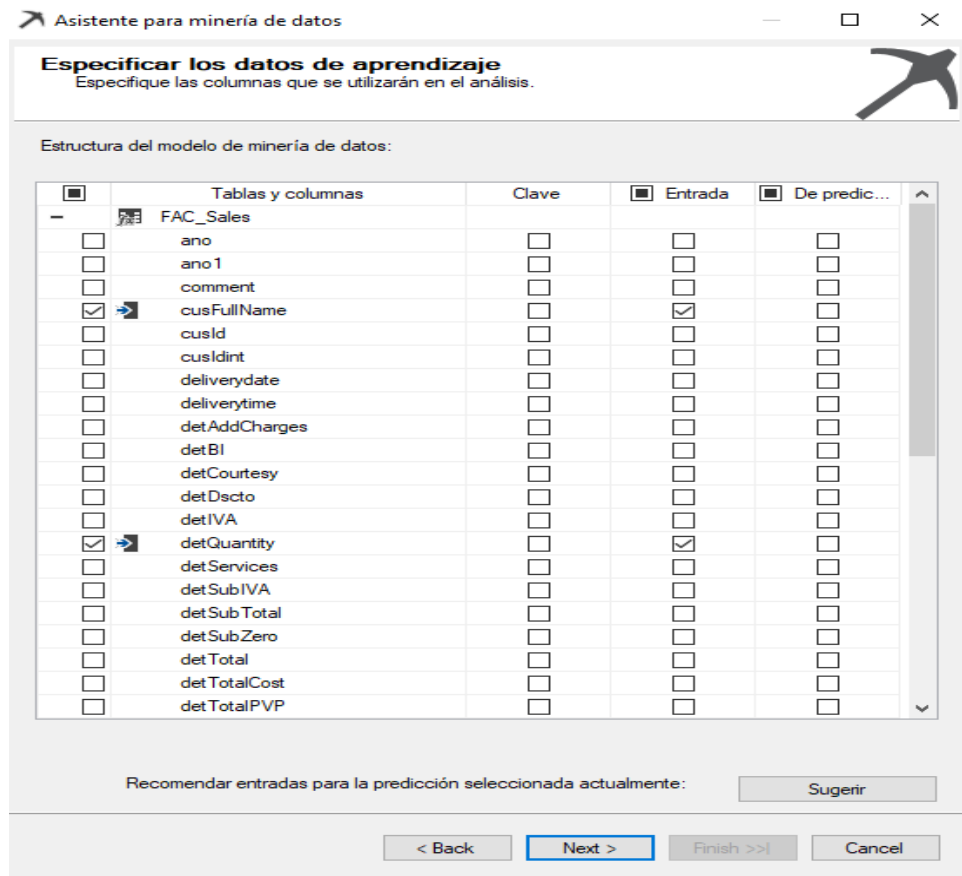 Asistente para minería de datos
Especificar los datos de aprendizaje
Especifique las columnas que se utilizarán en el análisis.
Estructura del modelo de minería de datos:
Tablas y columnas Clave Entrada De predic...
FAC_Sales
ano
ano1
comment
cusFullName
cusId
cusIdint
deliverydate
deliverytime
detAddCharges
detBI
detCourtesy
detDscto
detIVA
detQuantity
detServices
detSubIVA
detSubTotal
detSubZero
detTotal
detTotalCost
detTotalPVP
Recomendar entradas para la predicción seleccionada actualmente: Sugerir
< Back Next > Finish >>| Cancel